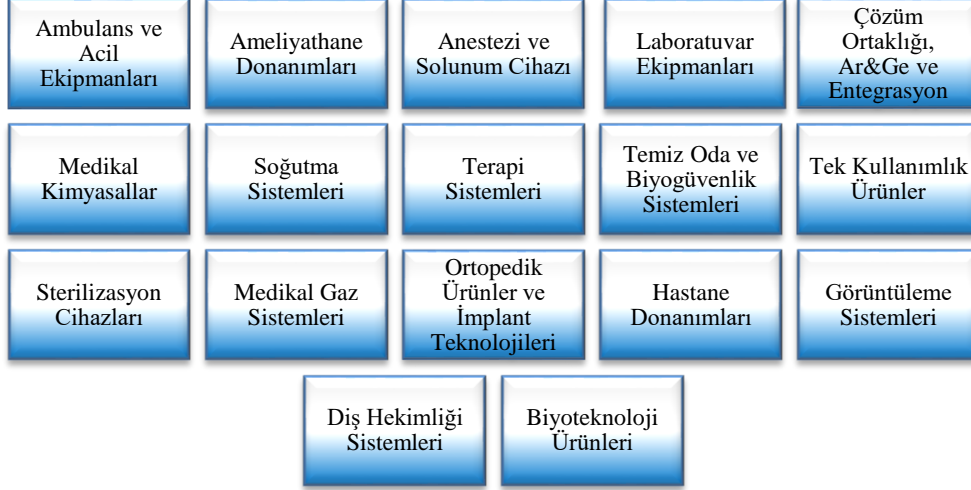 Ambulans ve
Acil
Ekipmanları
Ameliyathane
Donanımları
Anestezi ve
Solunum Cihazı
Laboratuvar
Ekipmanları
Çözüm
Ortaklığı,
Ar&Ge ve
Entegrasyon
Medikal
Kimyasallar
Soğutma
Sistemleri
Terapi
Sistemleri
Temiz Oda ve
Biyogüvenlik
Sistemleri
Tek Kullanımlık
Ürünler
Sterilizasyon
Cihazları
Medikal Gaz
Sistemleri
Ortopedik
Ürünler ve
İmplant
Teknolojileri
Hastane
Donanımları
Görüntüleme
Sistemleri
Diş Hekimliği
Sistemleri
Biyoteknoloji
Ürünleri